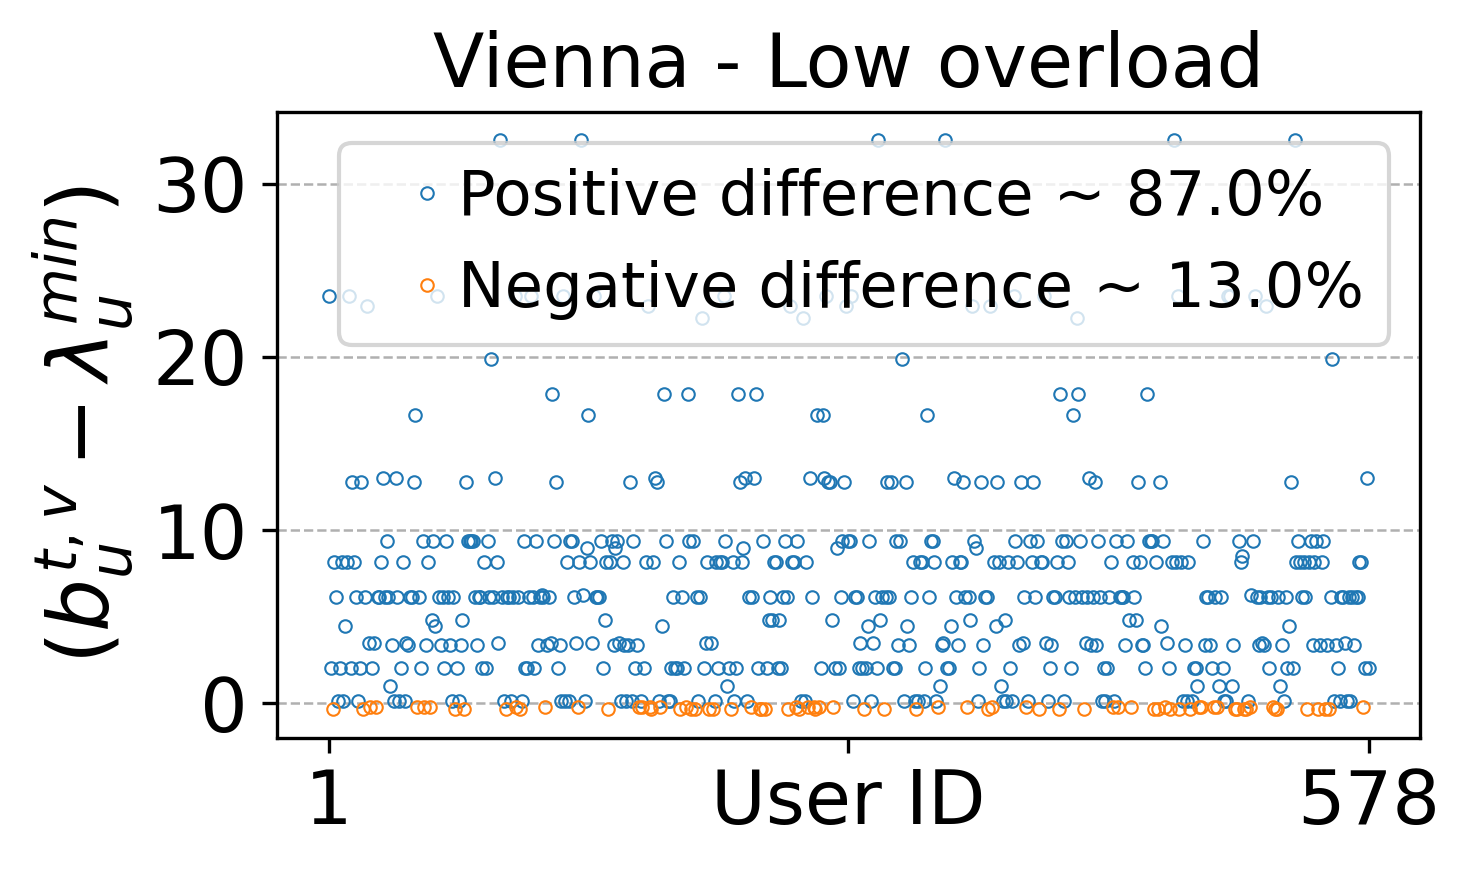 Vienna - Low overload
Positive difference ~ 87.0%
Negative difference ~ 13.0%
30
20
10
0
(b_u^{t, v} − λ_u^{min})
1
User ID
578